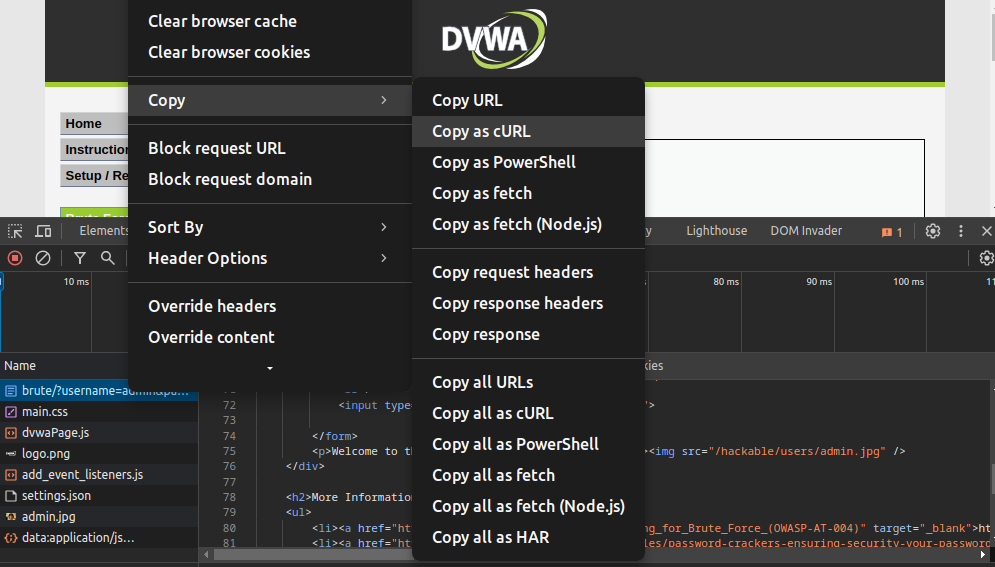 Clear browser cache
Clear browser cookies
DVWA
Copy
Copy URL
Home
Copy as cURL
Block request URL
Copy as PowerShell
Setup / Re
Block request domain
Copy as fetch
Sort By
Copy as fetch (Node.js)
Elements
Lighthouse
DOM Invader
1
Header Options
Copy request headers
10 ms
80 ms
90 ms
100 ms
Override headers
Copy response headers
Override content
Copy response
Name
Copy all URLs
brute/?username=admin&pa...
main.css
72 <input type
">
Copy all as cURL
dvwaPage.js
73
logo.png
74 </form>
Copy all as PowerShell
75 <p>Welcome to th
><img src="/hackable/users/admin.jpg" />
add_event_listeners.js
76 </div>
Copy all as fetch
settings.json
77
78 <h2>More Informatio
Copy all as fetch (Node.js)
admin.jpg
79 <ul>
80 <li><a href="ht
ng_for_Brute_Force_(OWASP-AT-004)" target="_blank">ht
data:application/js...
81 <li><a href="ht
les/password-crackers-ensuring-security-your-password
Copy all as HAR